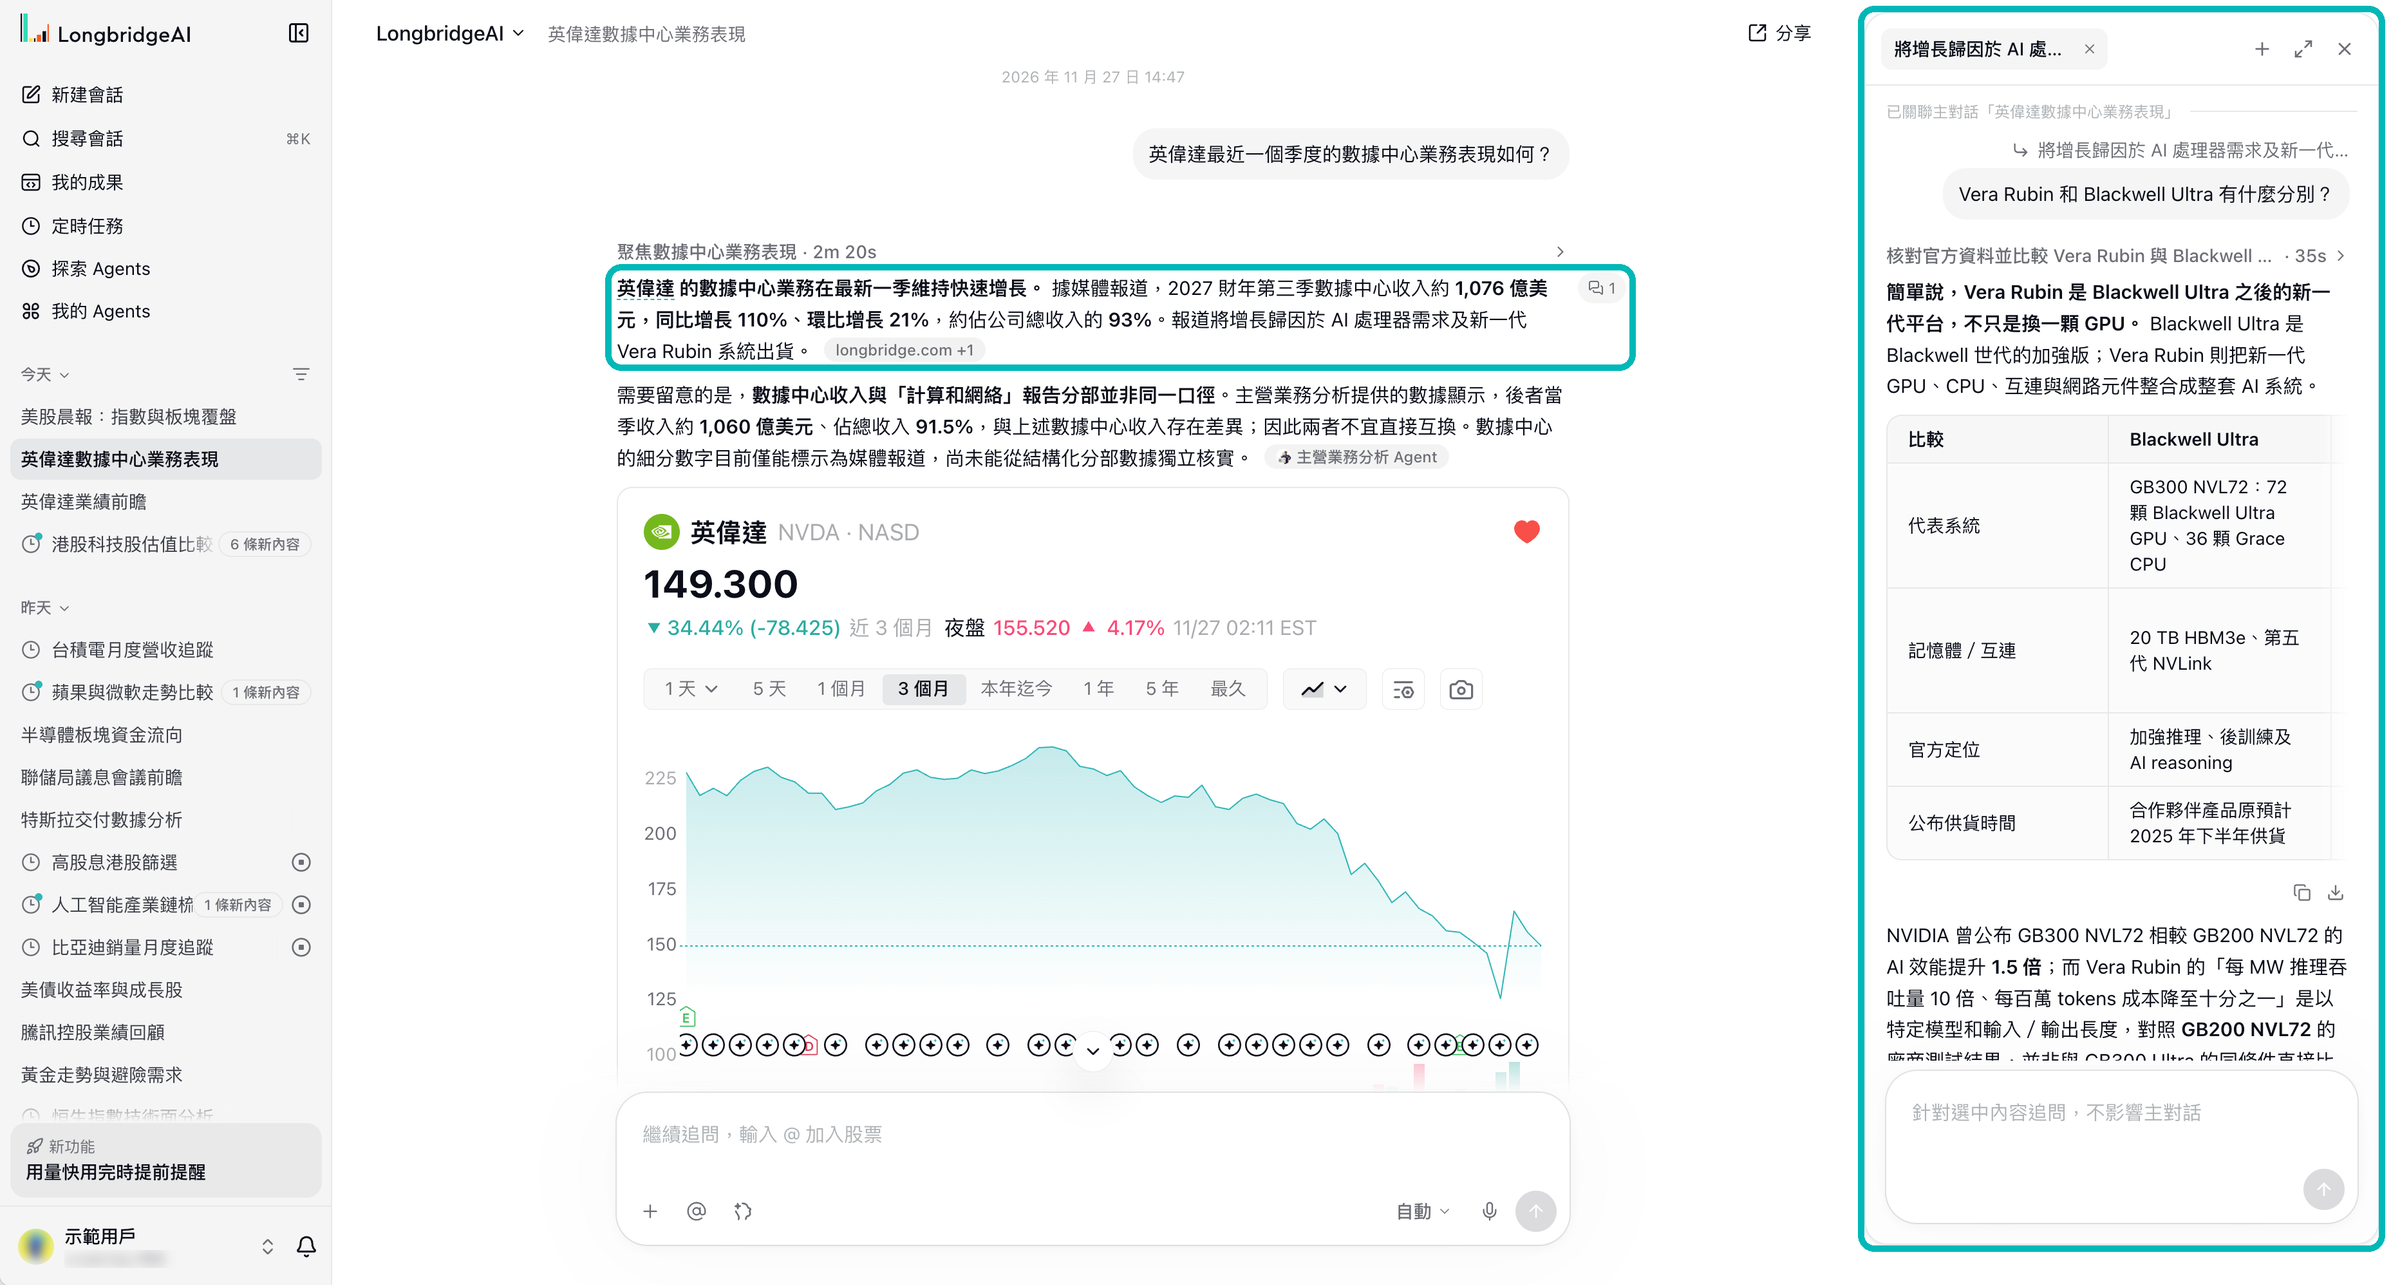 LongbridgeAI
新建會話
搜尋會話 ⌘K
我的成果
定時任務
探索 Agents
我的 Agents
今天
美股晨報：指數與板塊覆盤
英偉達數據中心業務表現
英偉達業績前瞻
港股科技股估值比較 6 條新內容
昨天
台積電月度營收追蹤
蘋果與微軟走勢比較 1 條新內容
半導體板塊資金流向
聯儲局議息會議前瞻
特斯拉交付數據分析
高股息港股篩選
人工智能產業鏈梳 1 條新內容
比亞迪銷量月度追蹤
美債收益率與成長股
騰訊控股業績回顧
黃金走勢與避險需求
恒生指數技術面分析
新功能
用量快用完時提前提醒
示範用戶
LongbridgeAI 英偉達數據中心業務表現
分享
2026 年 11 月 27 日 14:47
英偉達最近一個季度的數據中心業務表現如何？
聚焦數據中心業務表現 · 2m 20s
英偉達 的數據中心業務在最新一季維持快速增長。 據媒體報道，2027 財年第三季數據中心收入約 1,076 億美
元，同比增長 110%、環比增長 21%，約佔公司總收入的 93%。報道將增長歸因於 AI 處理器需求及新一代
Vera Rubin 系統出貨。 longbridge.com +1
1
需要留意的是，數據中心收入與「計算和網絡」報告分部並非同一口徑。主營業務分析提供的數據顯示，後者當
季收入約 1,060 億美元、佔總收入 91.5%，與上述數據中心收入存在差異；因此兩者不宜直接互換。數據中心
的細分數字目前僅能標示為媒體報道，尚未能從結構化分部數據獨立核實。 主營業務分析 Agent
英偉達 NVDA · NASD
149.300
▼ 34.44% (-78.425) 近 3 個月 夜盤 155.520 ▲ 4.17% 11/27 02:11 EST
1 天 5 天 1 個月 3 個月 本年迄今 1 年 5 年 最久
225
200
175
150
125
100
E
D
E
繼續追問，輸入 @ 加入股票
自動
將增長歸因於 AI 處...
已關聯主對話「英偉達數據中心業務表現」
將增長歸因於 AI 處理器需求及新一代...
Vera Rubin 和 Blackwell Ultra 有什麼分別？
核對官方資料並比較 Vera Rubin 與 Blackwell ... · 35s
簡單說，Vera Rubin 是 Blackwell Ultra 之後的新一
代平台，不只是換一顆 GPU。 Blackwell Ultra 是
Blackwell 世代的加強版；Vera Rubin 則把新一代
GPU、CPU、互連與網路元件整合成整套 AI 系統。
比較 Blackwell Ultra
代表系統
GB300 NVL72：72
顆 Blackwell Ultra
GPU、36 顆 Grace
CPU
記憶體 / 互連
20 TB HBM3e、第五
代 NVLink
官方定位
加強推理、後訓練及
AI reasoning
公布供貨時間
合作夥伴產品原預計
2025 年下半年供貨
NVIDIA 曾公布 GB300 NVL72 相較 GB200 NVL72 的
AI 效能提升 1.5 倍；而 Vera Rubin 的「每 MW 推理吞
吐量 10 倍、每百萬 tokens 成本降至十分之一」是以
特定模型和輸入 / 輸出長度，對照 GB200 NVL72 的
廠商測試結果，並非與 GB300 Ultra 的同條件直接比
針對選中內容追問，不影響主對話